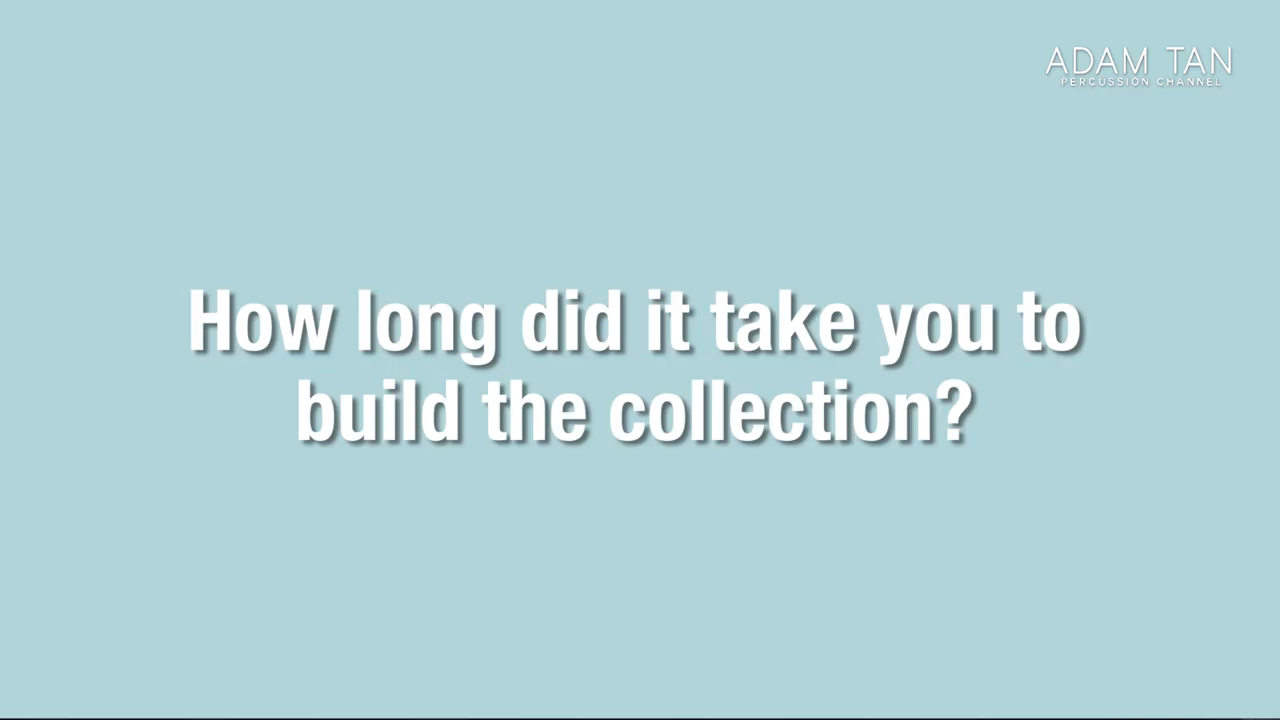 ADAM TAN
PERCUSSION CHANNEL
How long did it take you to
build the collection?